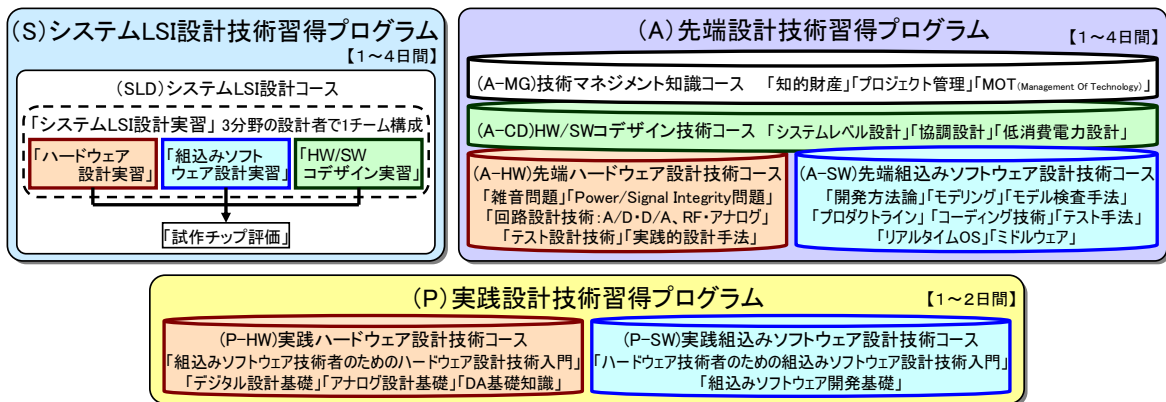 (S)システムLSI設計技術習得プログラム
【1~4日間】
(SLD)システムLSI設計コース
「システムLSI設計実習」 3分野の設計者で1チーム構成
「ハードウェア
設計実習」
「組込みソフト
ウェア設計実習」
「HW/SW
コデザイン実習」
「試作チップ評価」
(A)先端設計技術習得プログラム
【1~4日間】
(A-MG)技術マネジメント知識コース 「知的財産」「プロジェクト管理」「MOT(Management Of Technology)」
(A-CD)HW/SWコデザイン技術コース 「システムレベル設計」「協調設計」「低消費電力設計」
(A-HW)先端ハードウェア設計技術コース
「雑音問題」「Power/Signal Integrity問題」
「回路設計技術:A/D・D/A、RF・アナログ」
「テスト設計技術」「実践的設計手法」
(A-SW)先端組込みソフトウェア設計技術コース
「開発方法論」「モデリング」「モデル検査手法」
「プロダクトライン」「コーディング技術」「テスト手法」
「リアルタイムOS」「ミドルウェア」
(P)実践設計技術習得プログラム
【1~2日間】
(P-HW)実践ハードウェア設計技術コース
「組込みソフトウェア技術者のためのハードウェア設計技術入門」
「デジタル設計基礎」「アナログ設計基礎」「DA基礎知識」
(P-SW)実践組込みソフトウェア設計技術コース
「ハードウェア技術者のための組込みソフトウェア設計技術入門」
「組込みソフトウェア開発基礎」